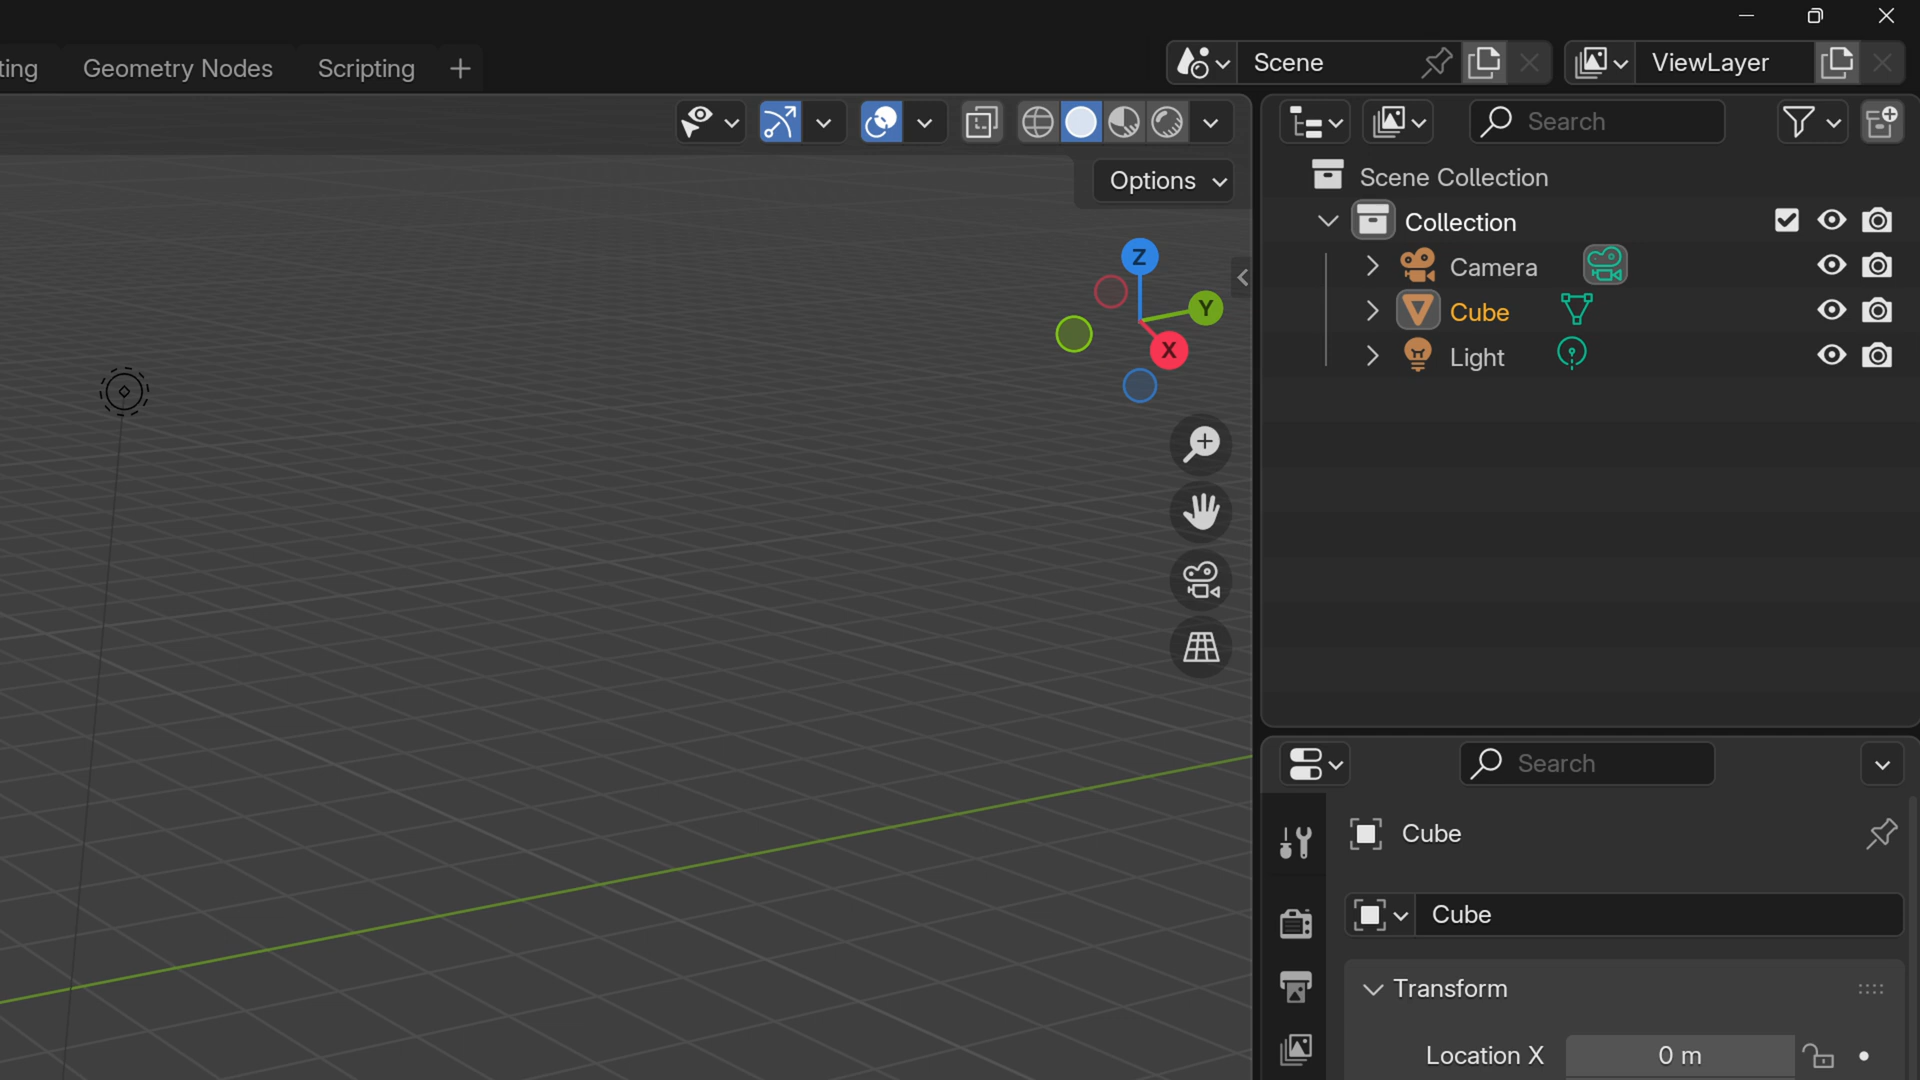 Geometry Nodes
Scripting
Scene
ViewLayer
Search
Options
Z
Y
X
Scene Collection
Collection
Camera
Cube
Light
Search
Cube
Cube
Transform
Location X
0 m